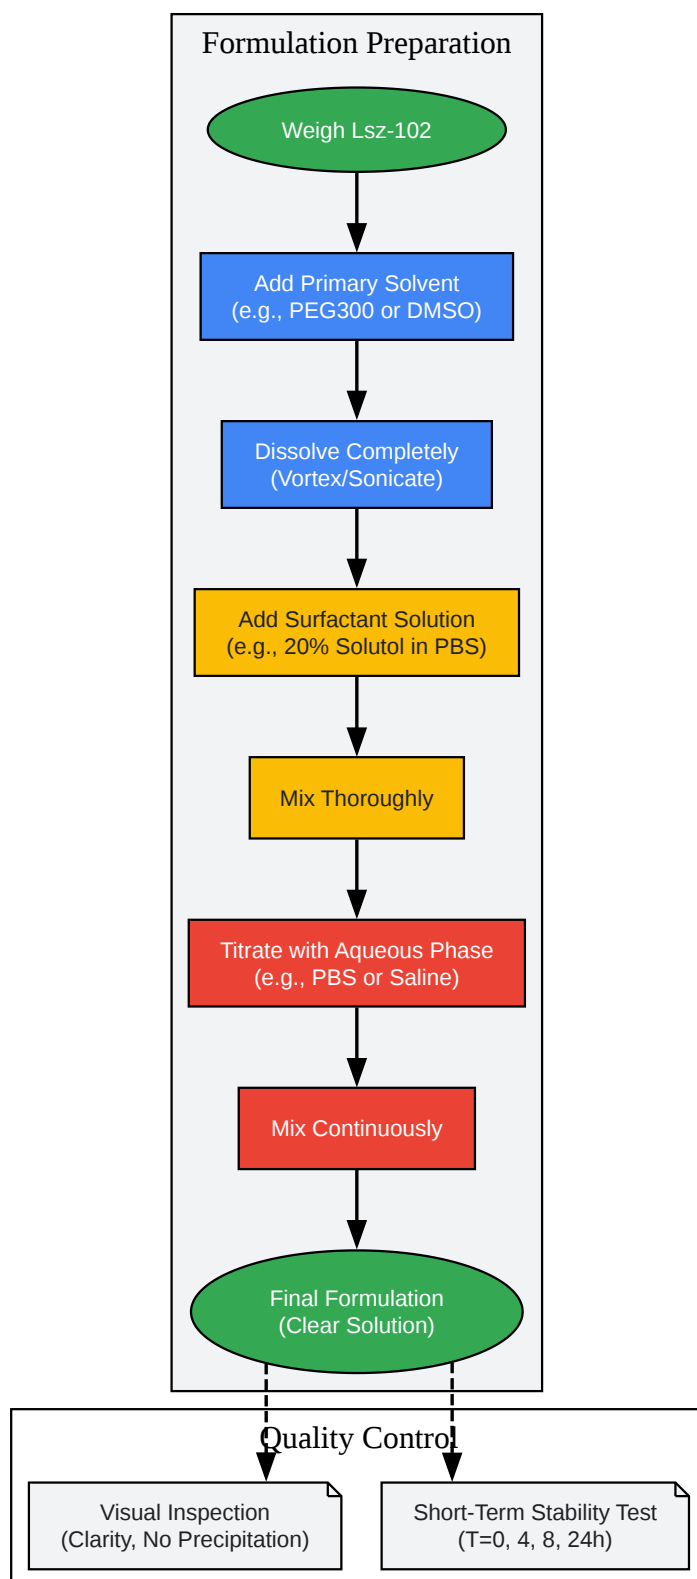 Formulation Preparation
Weigh Lsz-102
Add Primary Solvent
(e.g., PEG300 or DMSO)
Dissolve Completely
(Vortex/Sonicate)
Add Surfactant Solution
(e.g., 20% Solutol in PBS)
Mix Thoroughly
Titrate with Aqueous Phase
(e.g., PBS or Saline)
Mix Continuously
Final Formulation
(Clear Solution)
Quality Control
Visual Inspection
(Clarity, No Precipitation)
Short-Term Stability Test
(T=0, 4, 8, 24h)